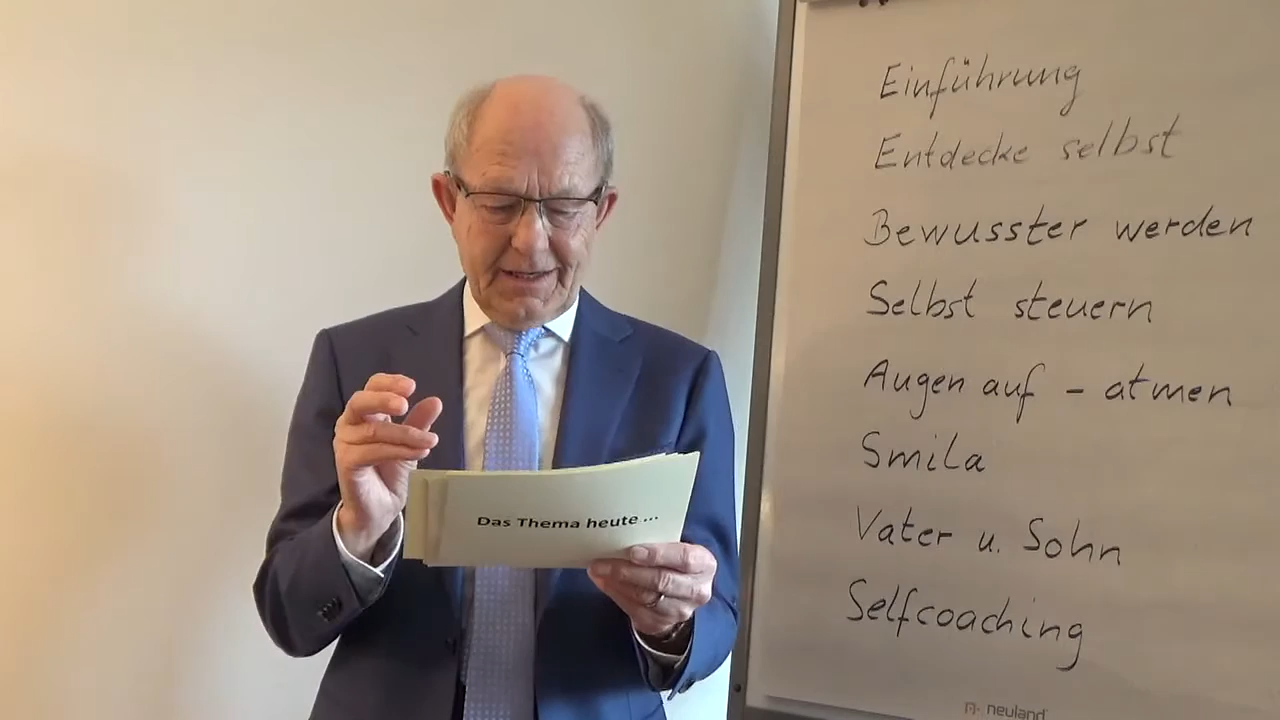 Einführung
Entdecke selbst
Bewusster werden
Selbst steuern
Augen auf - atmen
Smila
Vater u. Sohn
Selfcoaching
Das Thema heute ...
neuland